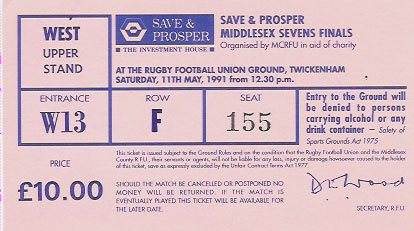 WEST
UPPER
STAND
SAVE &
PROSPER
THE INVESTMENT HOUSE
SAVE & PROSPER
MIDDLESEX SEVENS FINALS
Organised by MCRFU in aid of charity
AT THE RUGBY FOOTBALL UNION GROUND, TWICKENHAM
SATURDAY, 11TH MAY, 1991 FROM 12.30 p.m.
ENTRANCE
W13
ROW
F
SEAT
155
Entry to the Ground will
be denied to persons
carrying alcohol or any
drink container – Safety of
Sports Grounds Act 1975
PRICE
£10.00
This ticket is issued subject to the Ground Rules and on the condition that the Rugby Football Union and the Middlesex
County R.F.U., their servants or agents, will not be liable for any loss, injury or damage howsoever caused to the holder
of this ticket, save as expressly excluded by the Unfair Contract Terms Act 1977.
SHOULD THE MATCH BE CANCELLED OR POSTPONED NO
MONEY WILL BE RETURNED. IF THE MATCH IS
EVENTUALLY PLAYED THIS TICKET WILL BE AVAILABLE FOR
THE LATER DATE.
Wood
SECRETARY, R.F.U.